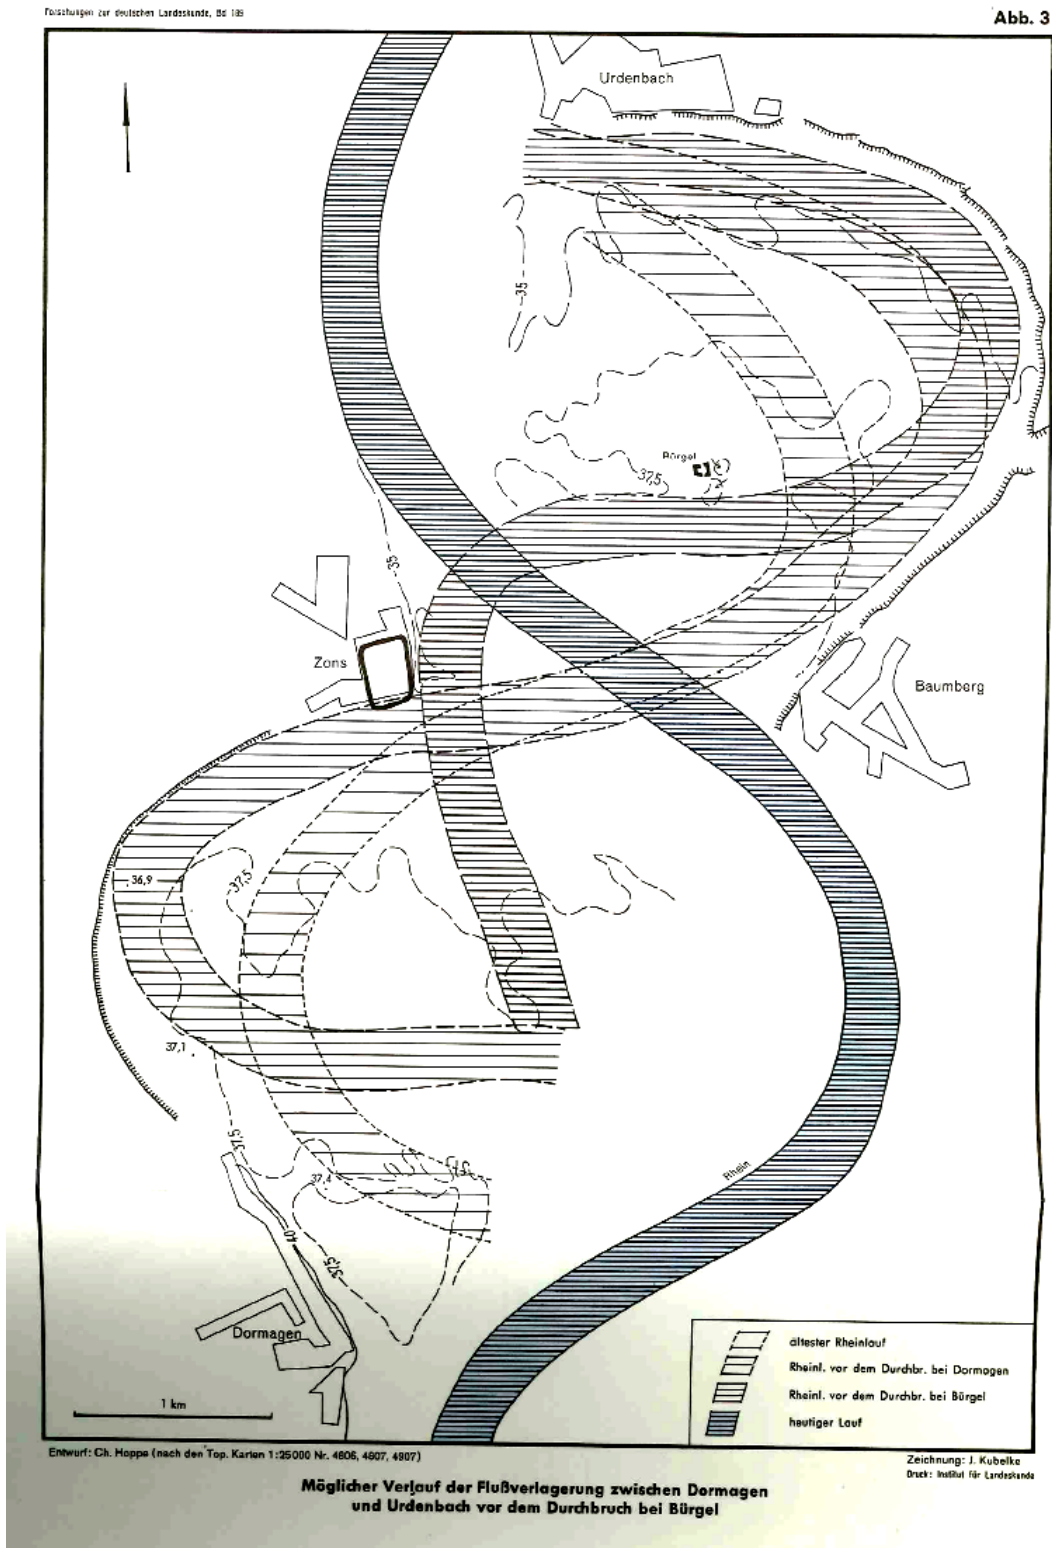 Forschungen zur deutschen Landeskunde, Bd 189
Abb. 3
Urdenbach
35
Bürgel
37,5
35
Zons
Baumberg
36,9
37,5
37,1
37,5
37,4
37,5
Rhein
40
37,5
Dormagen
1 km
ältester Rheinlauf
Rheinl. vor dem Durchbr. bei Dormagen
Rheinl. vor dem Durchbr. bei Bürgel
heutiger Lauf
Entwurf: Ch. Hoppe (nach den Top. Karten 1:25000 Nr. 4806, 4807, 4907)
Zeichnung: J. Kubelke
Druck: Institut für Landeskunde
Möglicher Verlauf der Flußverlagerung zwischen Dormagen
und Urdenbach vor dem Durchbruch bei Bürgel